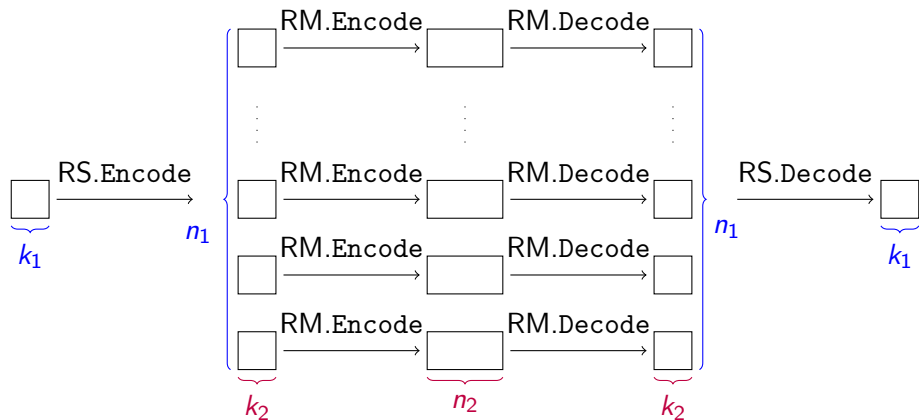 RM.Encode RM.Decode
RS.Encode RM.Encode RM.Decode RS.Decode
n₁ n₁
k₁ RM.Encode RM.Decode k₁
RM.Encode RM.Decode
k₂ n₂ k₂